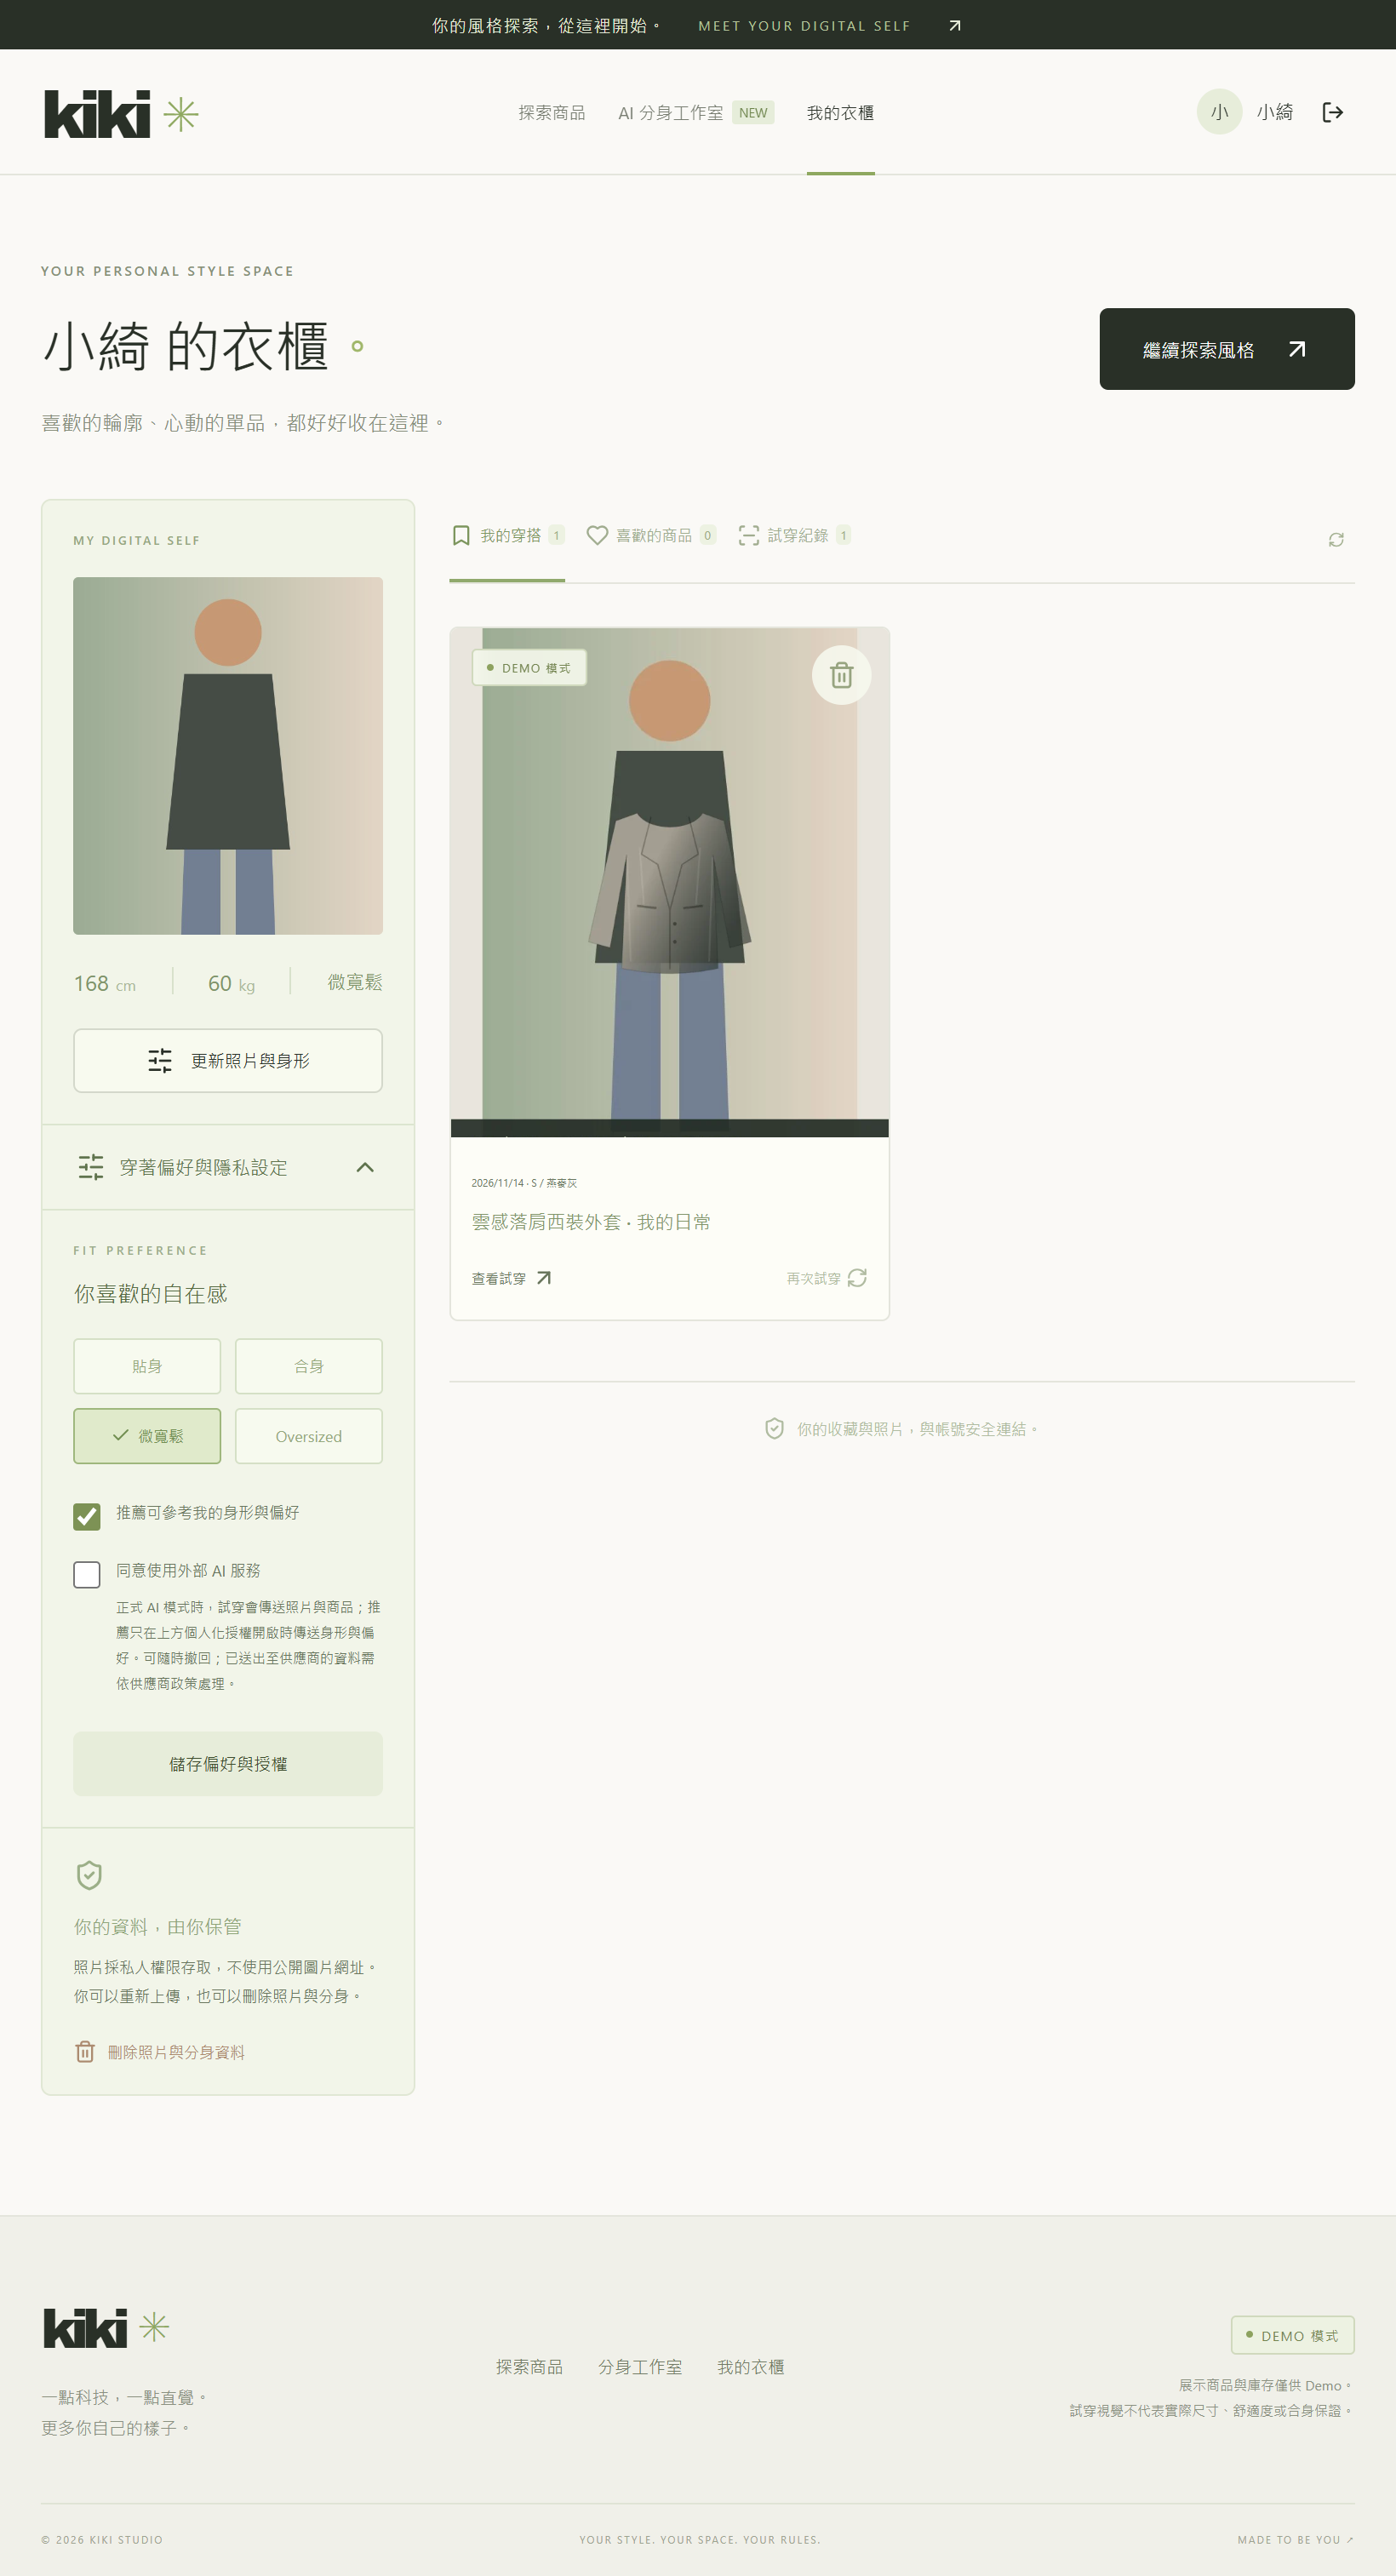 你的風格探索，從這裡開始。 MEET YOUR DIGITAL SELF
kiki
探索商品 AI 分身工作室 NEW 我的衣櫃
小 小綺
YOUR PERSONAL STYLE SPACE
小綺 的衣櫃。
繼續探索風格
喜歡的輪廓、心動的單品，都好好收在這裡。
MY DIGITAL SELF
168 cm 60 kg 微寬鬆
更新照片與身形
穿著偏好與隱私設定
FIT PREFERENCE
你喜歡的自在感
貼身 合身
微寬鬆 Oversized
推薦可參考我的身形與偏好
同意使用外部 AI 服務
正式 AI 模式時，試穿會傳送照片與商品；推
薦只在上方個人化授權開啟時傳送身形與偏
好。可隨時撤回；已送出至供應商的資料需
依供應商政策處理。
儲存偏好與授權
你的資料，由你保管
照片採私人權限存取，不使用公開圖片網址。
你可以重新上傳，也可以刪除照片與分身。
刪除照片與分身資料
我的穿搭 1 喜歡的商品 0 試穿紀錄 1
DEMO 模式
2026/11/14 · S / 燕麥灰
雲感落肩西裝外套 · 我的日常
查看試穿 再次試穿
你的收藏與照片，與帳號安全連結。
kiki
一點科技，一點直覺。
更多你自己的樣子。
探索商品 分身工作室 我的衣櫃
DEMO 模式
展示商品與庫存僅供 Demo。
試穿視覺不代表實際尺寸、舒適度或合身保證。
© 2026 KIKI STUDIO
YOUR STYLE. YOUR SPACE. YOUR RULES.
MADE TO BE YOU ↗